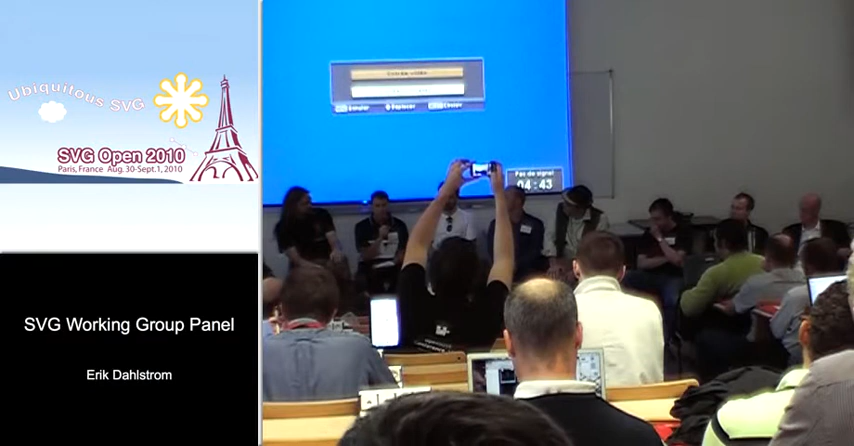 Ubiquitous SVG
SVG Open 2010
Paris, France Aug. 30-Sept.1, 2010
SVG Working Group Panel
Erik Dahlstrom
Pas de signal
04 : 43